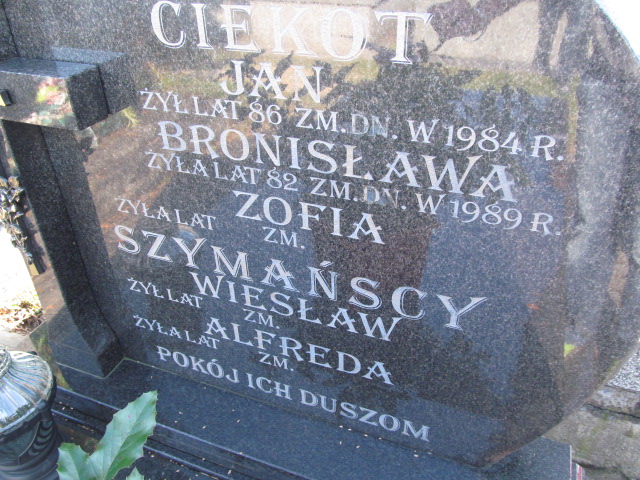 CIEKOT
JAN
ŻYŁ LAT 86 ZM. DN. W 1984 R.
BRONISŁAWA
ŻYŁA LAT 82 ZM. DN. W 1989 R.
ZOFIA
ŻYŁA LAT ZM.
SZYMAŃSCY
WIESŁAW
ŻYŁ LAT ZM.
ALFREDA
ŻYŁA LAT ZM.
POKÓJ ICH DUSZOM